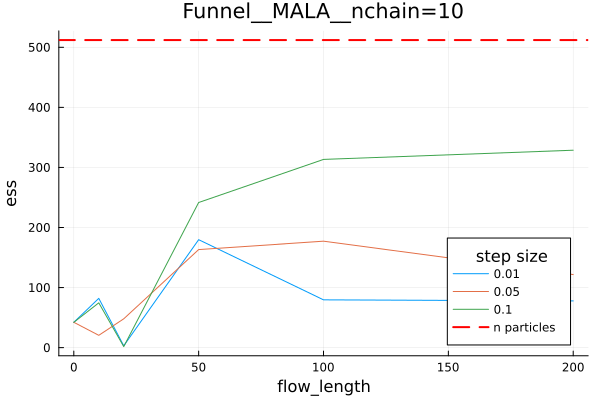 Funnel__MALA__nchain=10
500
400
300
200
100
0
ess
step size
0.01
0.05
0.1
n particles
0 50 100 150 200
flow_length